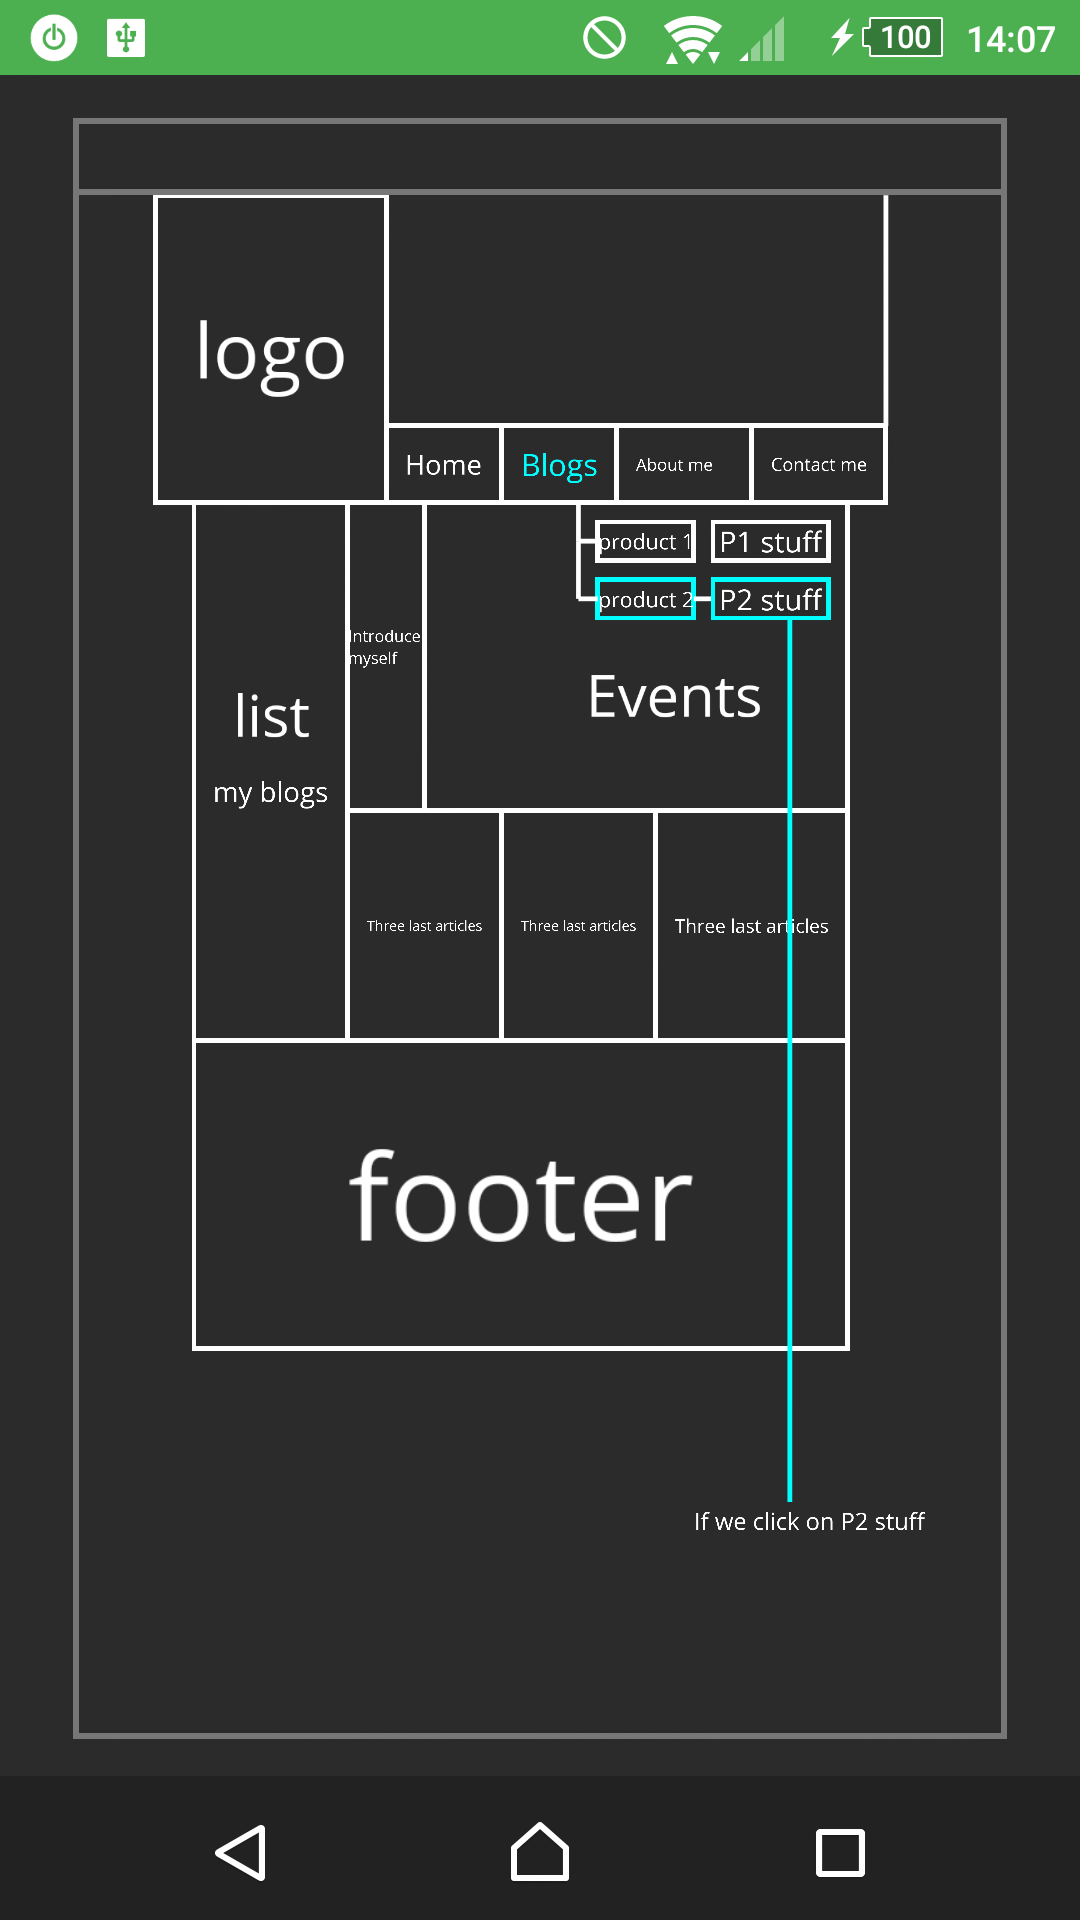 100 14:07
logo
Home Blogs About me Contact me
product 1 P1 stuff
product 2 P2 stuff
Introduce
myself
Events
list
my blogs
Three last articles Three last articles Three last articles
footer
If we click on P2 stuff